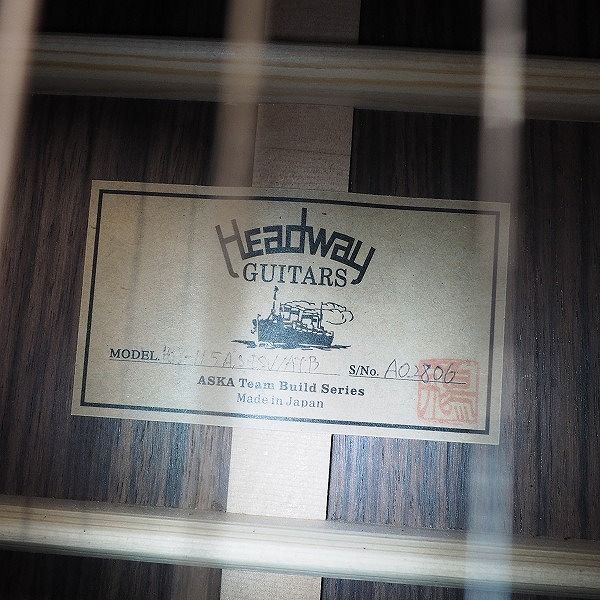 Headway
GUITARS
MODEL. S/No. A02806
ASKA Team Build Series
Made in Japan